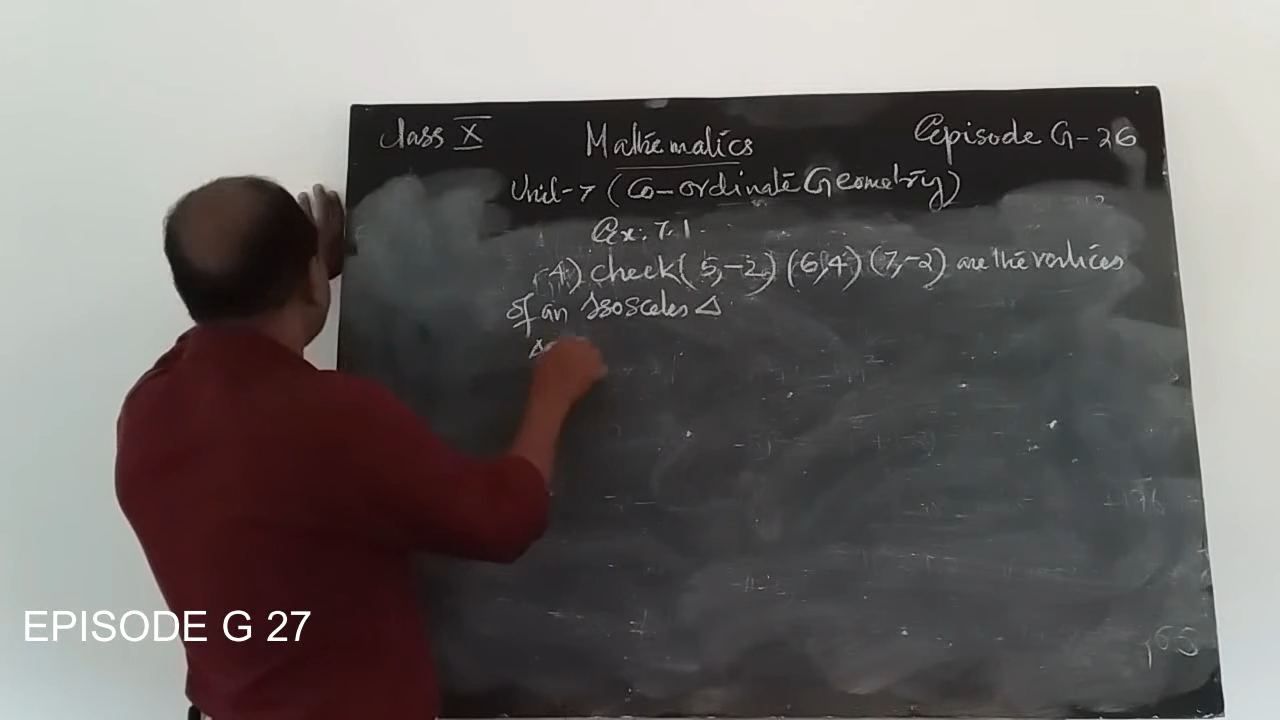 Class X
Mathematics
Episode G-26
Unit-7 (Co-ordinate Geometry)
Ex. 7.1.
4) check (5,-2) (6,4) (7,-2) are the vertices
of an Isosceles Δ
EPISODE G 27